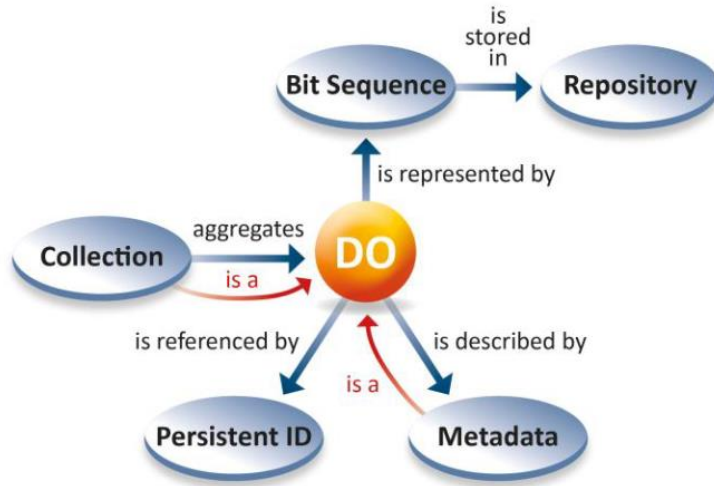 is
stored
in
Bit Sequence
Repository
is represented by
aggregates
DO
Collection
is a
is referenced by
is described by
is a
Persistent ID
Metadata